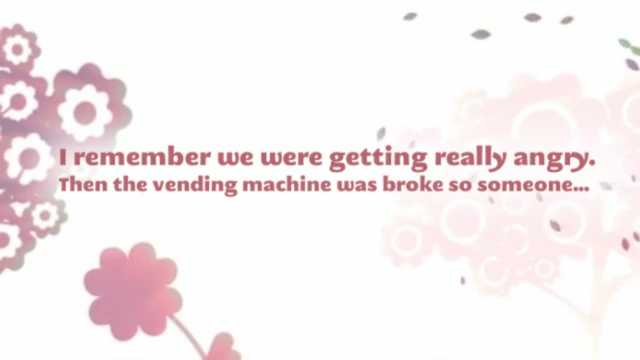 I remember we were getting really angry.
Then the vending machine was broke so someone...